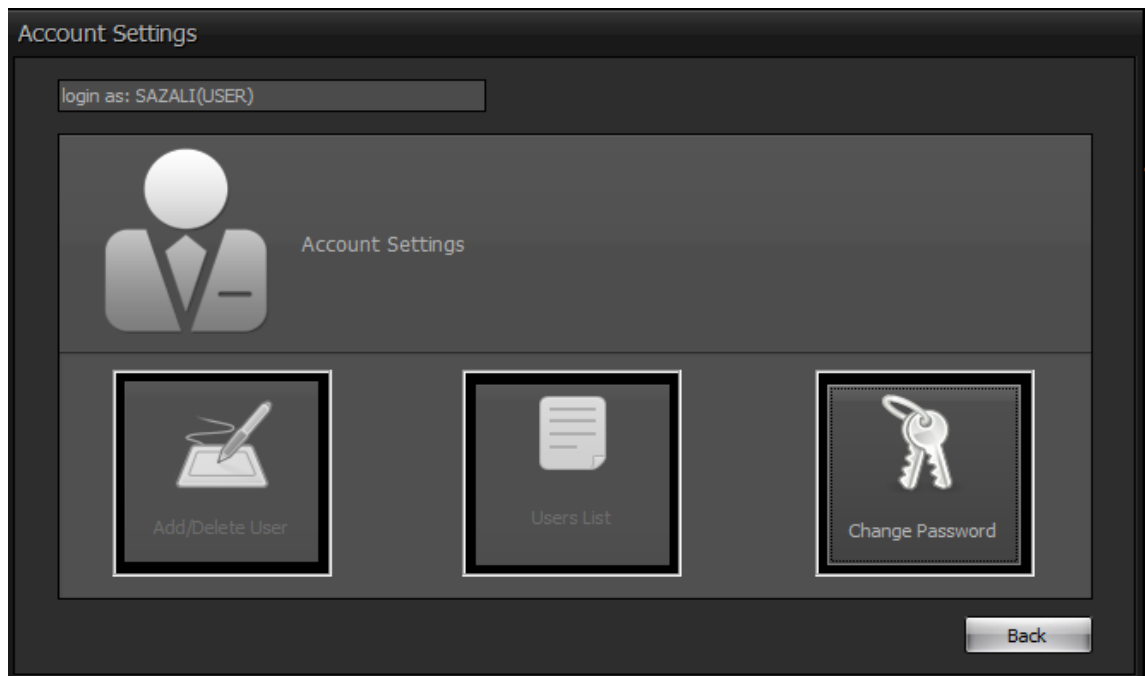 Account Settings
login as: SAZALI(USER)
Account Settings
Add/Delete User
Users List
Change Password
Back